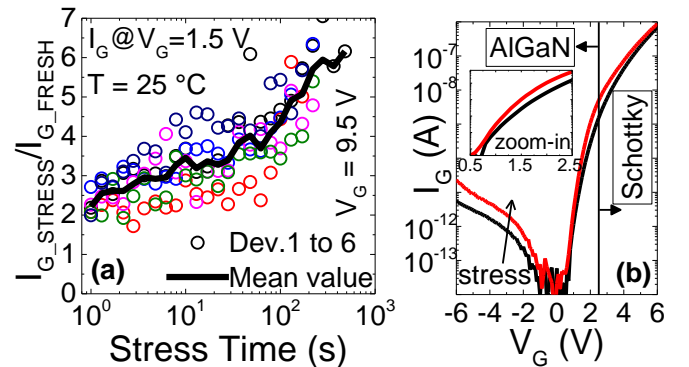 I_G_STRESS/I_G_FRESH
7
6
5
4
3
2
1
0
I_G@V_G=1.5 V
T = 25 °C
V_G = 9.5 V
(a)
Dev.1 to 6
Mean value
10^0 10^1 10^2 10^3
Stress Time (s)
I_G (A)
10^-7
10^-8
10^-12
10^-13
AlGaN
zoom-in
0.5 1.5 2.5
Schottky
stress
(b)
-6 -4 -2 0 2 4 6
V_G (V)